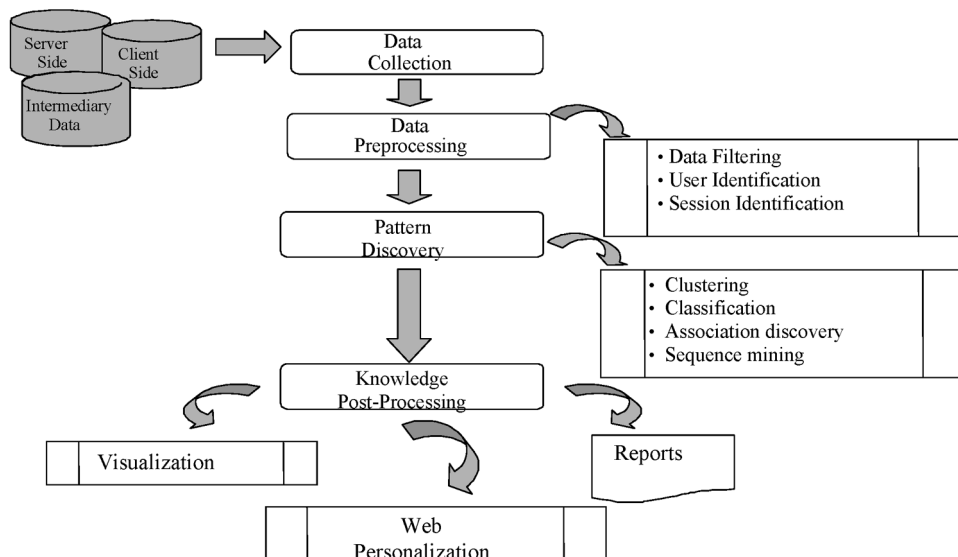 Server
Side
Client
Side
Intermediary
Data
Data
Collection
Data
Preprocessing
• Data Filtering
• User Identification
• Session Identification
Pattern
Discovery
• Clustering
• Classification
• Association discovery
• Sequence mining
Knowledge
Post-Processing
Visualization
Reports
Web
Personalization